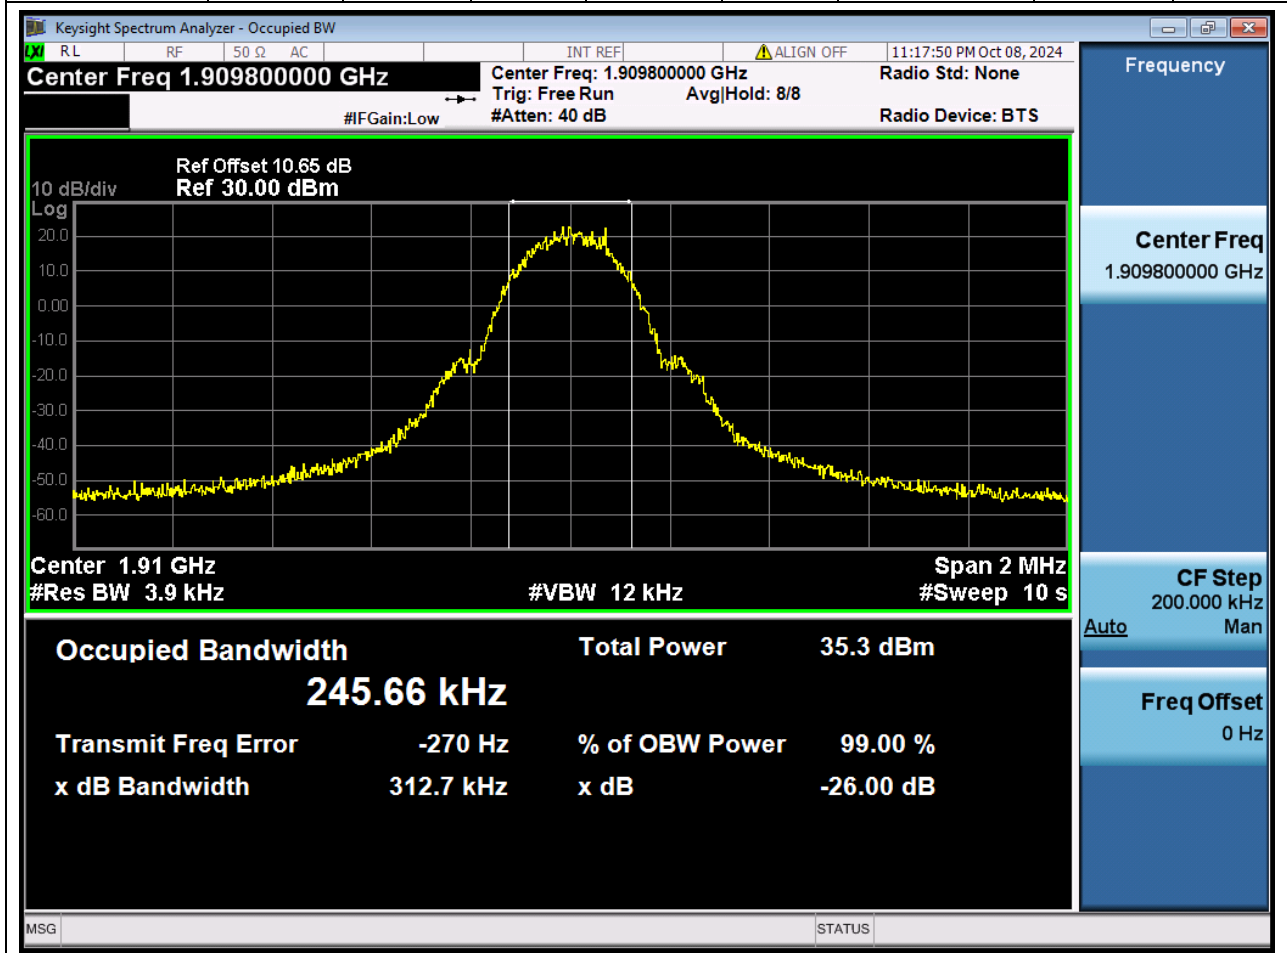 Keysight Spectrum Analyzer - Occupied BW
LXI RL RF 50 Ω AC INT REF ALIGN OFF 11:17:50 PM Oct 08, 2024
Center Freq 1.909800000 GHz
Center Freq: 1.909800000 GHz
Radio Std: None
Trig: Free Run Avg|Hold: 8/8
#IFGain:Low
#Atten: 40 dB
Radio Device: BTS
Ref Offset 10.65 dB
10 dB/div Ref 30.00 dBm
Log
20.0
10.0
0.00
-10.0
-20.0
-30.0
-40.0
-50.0
-60.0
Center 1.91 GHz Span 2 MHz
#Res BW 3.9 kHz #VBW 12 kHz #Sweep 10 s
Occupied Bandwidth Total Power 35.3 dBm
245.66 kHz
Transmit Freq Error -270 Hz % of OBW Power 99.00 %
x dB Bandwidth 312.7 kHz x dB -26.00 dB
MSG STATUS
Frequency
Center Freq
1.909800000 GHz
CF Step
200.000 kHz
Auto Man
Freq Offset
0 Hz